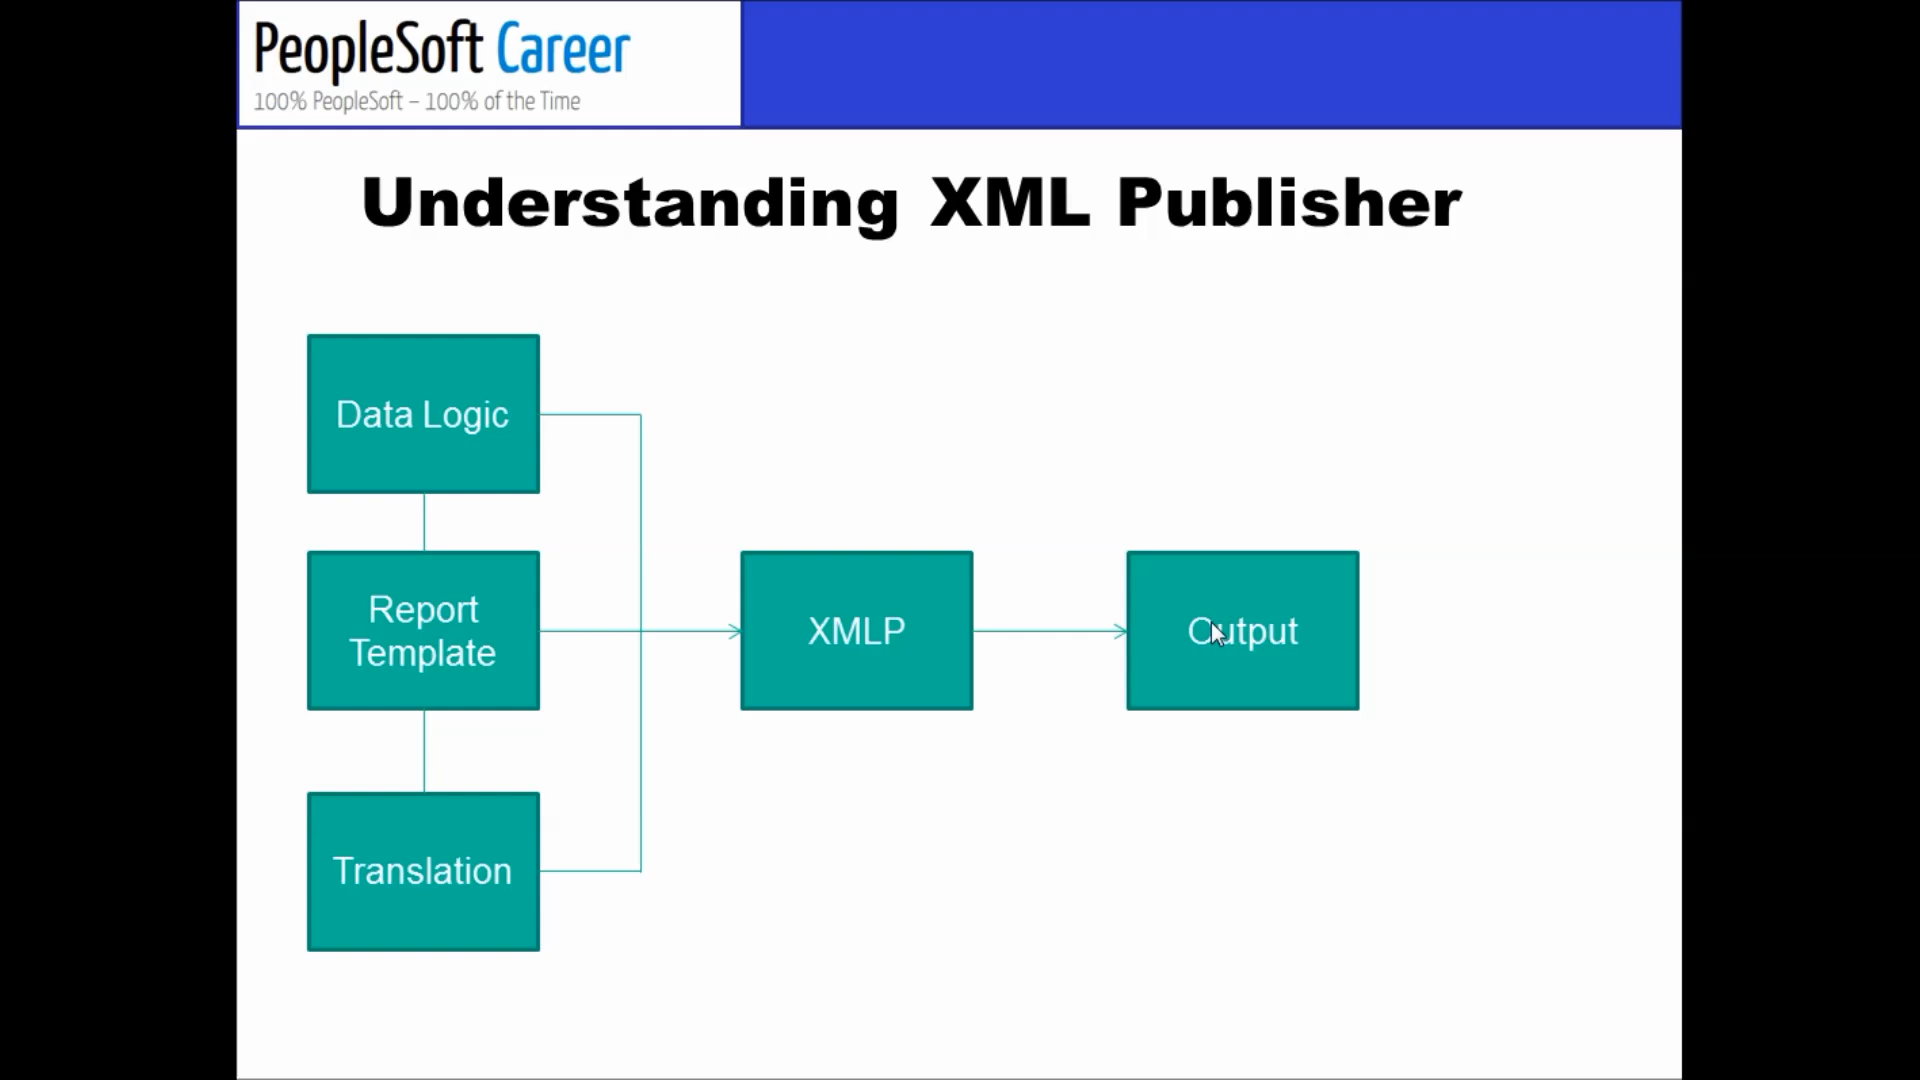 PeopleSoft Career
100% PeopleSoft – 100% of the Time
Understanding XML Publisher
Data Logic
Report
Template
XMLP
Output
Translation